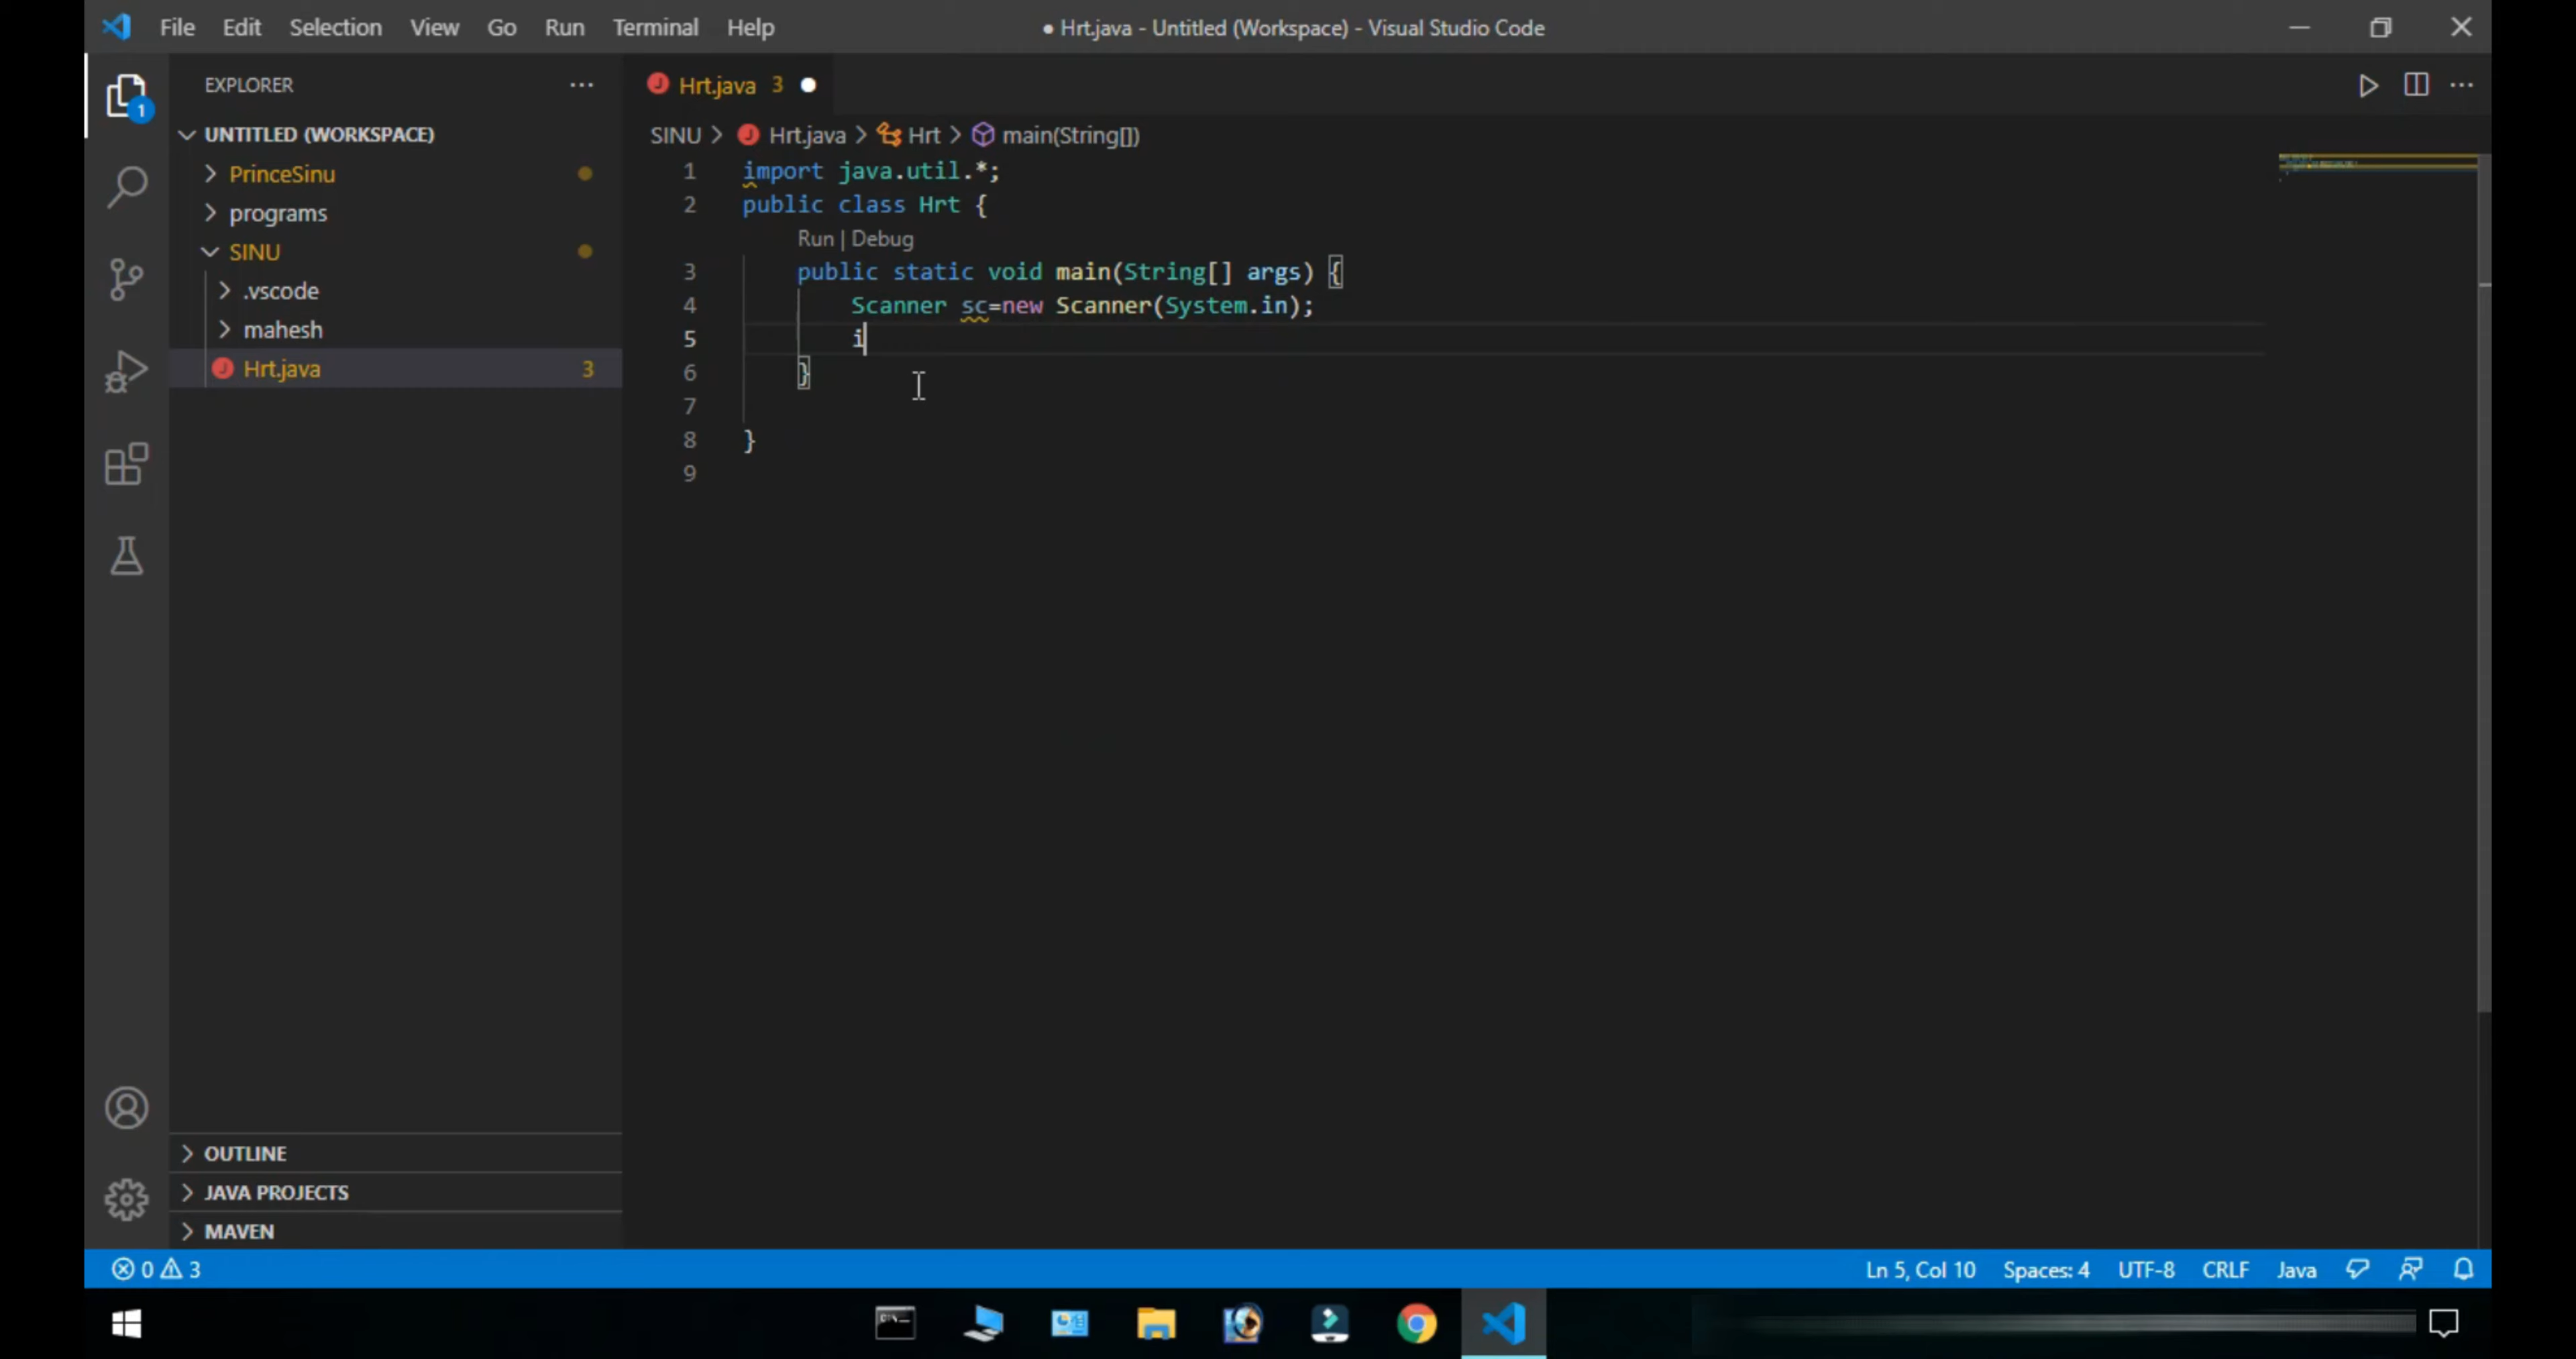 File Edit Selection View Go Run Terminal Help
● Hrt.java - Untitled (Workspace) - Visual Studio Code
1
EXPLORER
UNTITLED (WORKSPACE)
PrinceSinu
programs
SINU
.vscode
mahesh
Hrt.java 3
OUTLINE
JAVA PROJECTS
MAVEN
Hrt.java 3
SINU > Hrt.java > Hrt > main(String[])
1 import java.util.*;
2 public class Hrt {
Run | Debug
3 public static void main(String[] args) {
4 Scanner sc=new Scanner(System.in);
5 i
6 }
7
8 }
9
0 3
Ln 5, Col 10 Spaces: 4 UTF-8 CRLF Java